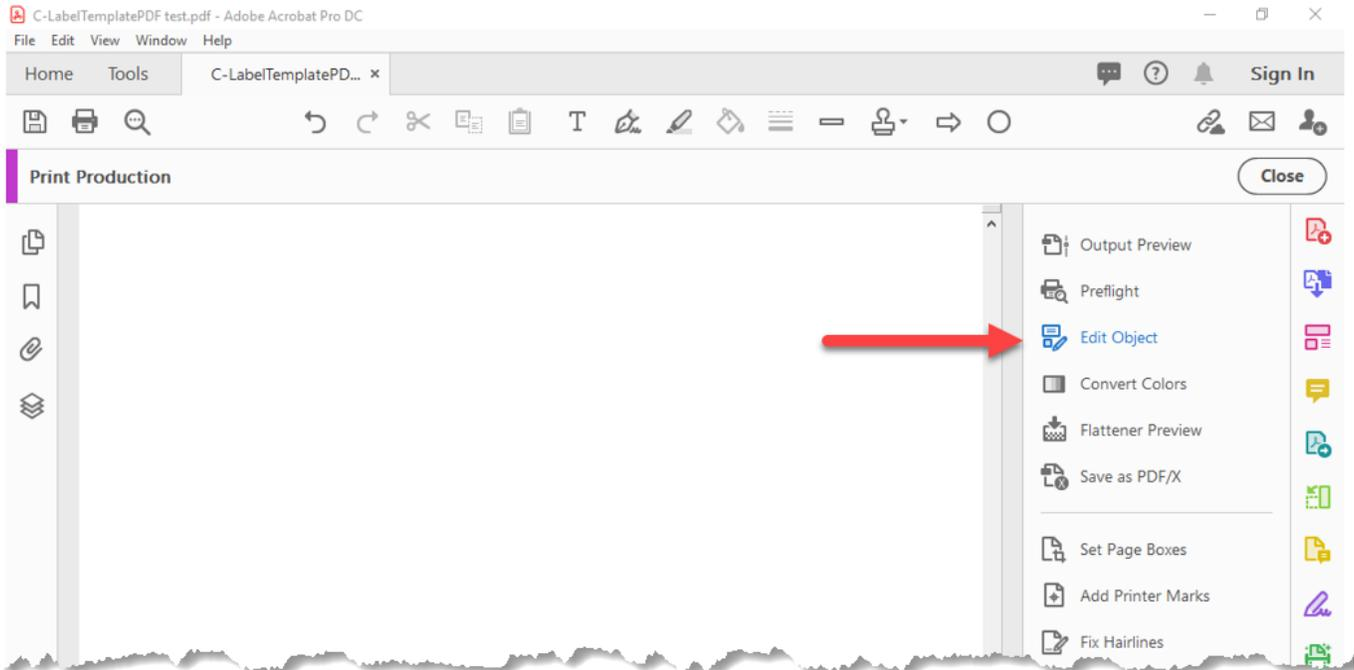 C-LabelTemplatePDF test.pdf - Adobe Acrobat Pro DC
File Edit View Window Help
Home Tools C-LabelTemplatePD... × Sign In
Print Production Close
Output Preview
Preflight
Edit Object
Convert Colors
Flattener Preview
Save as PDF/X
Set Page Boxes
Add Printer Marks
Fix Hairlines